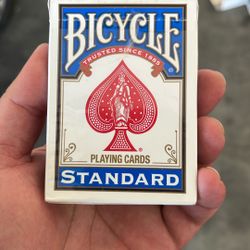 BICYCLE
TRUSTED SINCE 1885
PLAYING CARDS
STANDARD